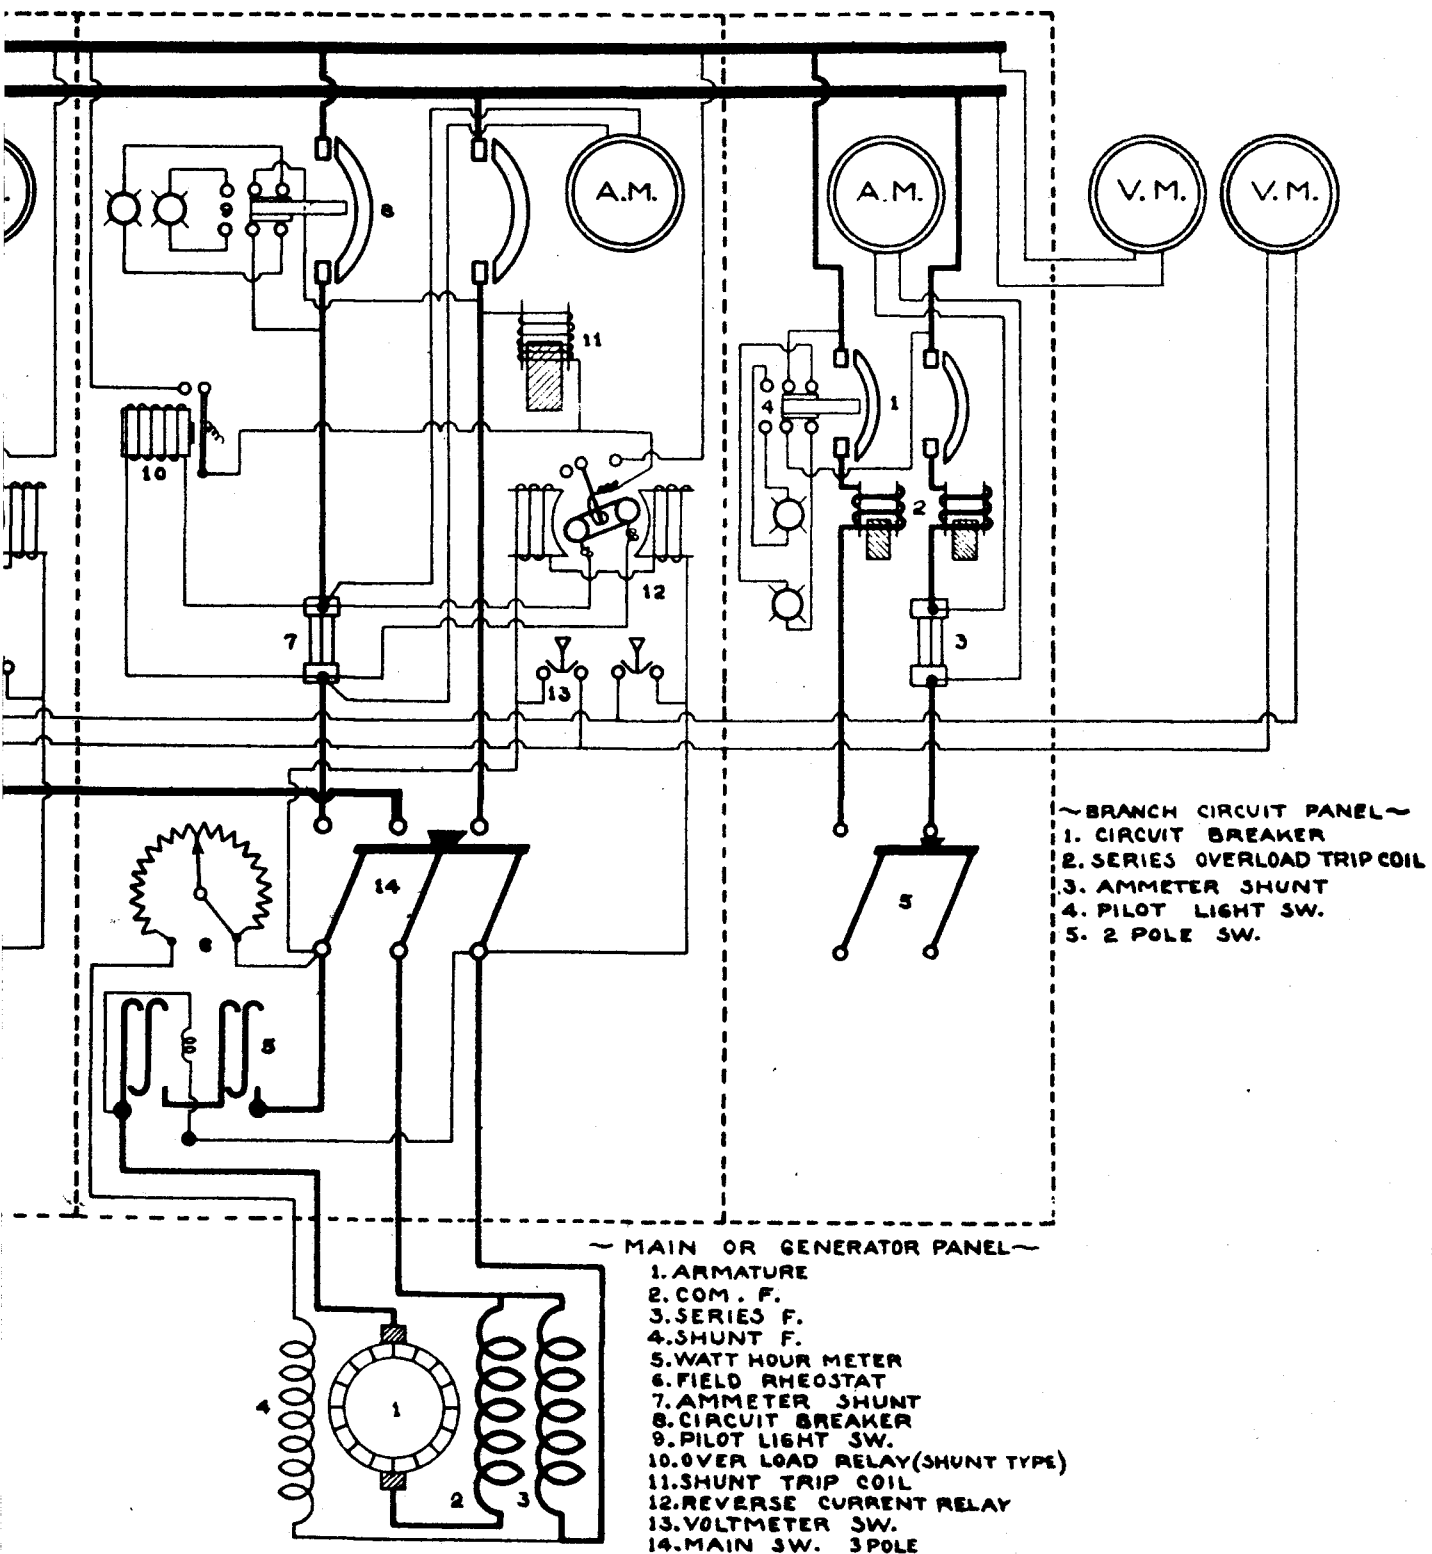 A.M.
A.M.
V.M.
V.M.
9
8
11
10
12
7
13
4
1
2
3
~BRANCH CIRCUIT PANEL~
1. CIRCUIT BREAKER
2. SERIES OVERLOAD TRIP COIL
3. AMMETER SHUNT
4. PILOT LIGHT SW.
5. 2 POLE SW.
14
5
6
5
~MAIN OR GENERATOR PANEL~
1. ARMATURE
2. COM. F.
3. SERIES F.
4. SHUNT F.
5. WATT HOUR METER
6. FIELD RHEOSTAT
7. AMMETER SHUNT
8. CIRCUIT BREAKER
9. PILOT LIGHT SW.
10. OVER LOAD RELAY (SHUNT TYPE)
11. SHUNT TRIP COIL
12. REVERSE CURRENT RELAY
13. VOLTMETER SW.
14. MAIN SW. 3 POLE
4
1
2
3